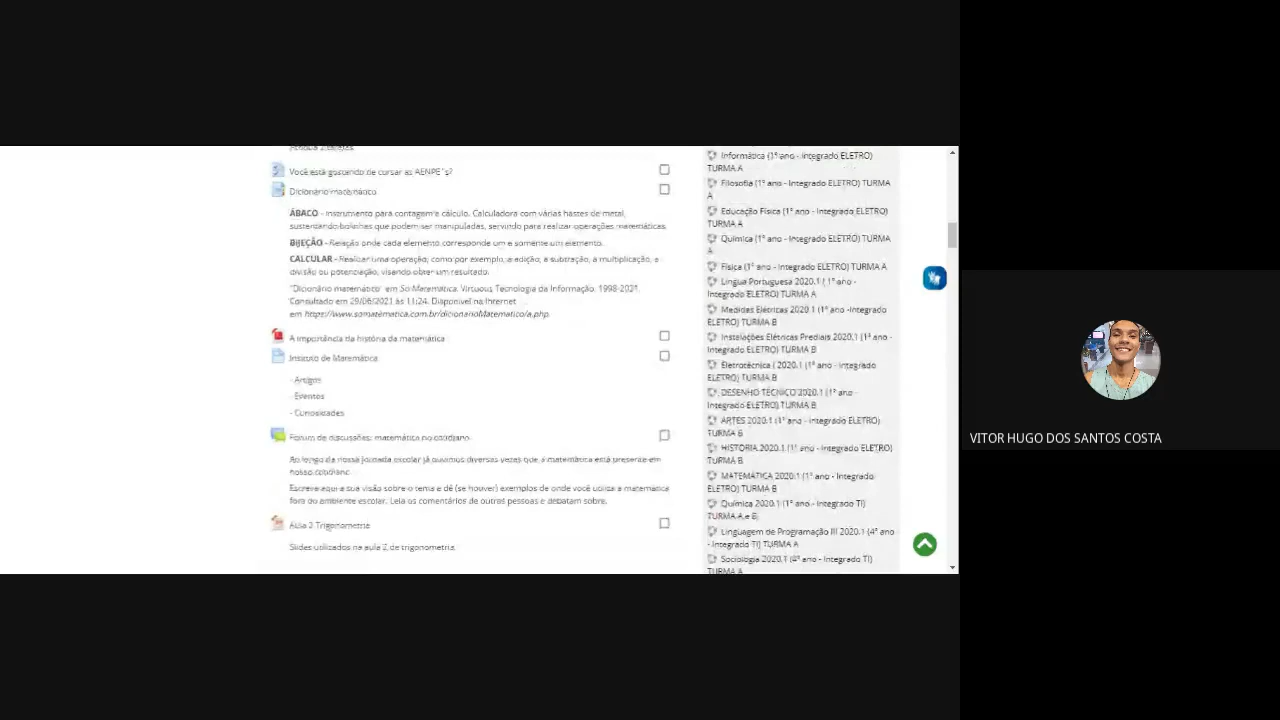 Você está gostando de cursar as AENPE´s?
Dicionário matemático
ÁBACO - Instrumento para contagem e cálculo. Calculadora com várias hastes de metal,
sustentando bolinhas que podem ser manipuladas, servindo para realizar operações matemáticas.
BIJEÇÃO - Relação onde cada elemento corresponde um e somente um elemento.
CALCULAR - Realizar uma operação, como por exemplo, a edição, a subtração, a multiplicação, a
divisão ou potenciação, visando obter um resultado.
"Dicionário matemático" em Só Matemática. Virtuous Tecnologia da Informação, 1998-2021.
Consultado em 29/06/2021 às 11:24. Disponível na Internet
em https://www.somatematica.com.br/dicionarioMatematico/a.php.
A importância da história da matemática
Instituto de Matemática
- Artigos
- Eventos
- Curiosidades
Fórum de discussões: matemática no cotidiano
Ao longo da nossa jornada escolar já ouvimos diversas vezes que a matemática está presente em
nosso cotidiano.
Escreva aqui a sua visão sobre o tema e dê (se houver) exemplos de onde você utiliza a matemática
fora do ambiente escolar. Leia os comentários de outras pessoas e debatam sobre.
Aula 2 Trigonometria
Slides utilizados na aula 2 de trigonometria.
Informática (1º ano - Integrado ELETRO)
TURMA A
Filosofia (1º ano - Integrado ELETRO) TURMA
A
Educação Física (1º ano - Integrado ELETRO)
TURMA A
Química (1º ano - Integrado ELETRO) TURMA
A
Física (1º ano - Integrado ELETRO) TURMA A
Língua Portuguesa 2020.1 ( 1º ano -
Integrado ELETRO) TURMA A
Medidas Elétricas 2020.1 (1º ano -Integrado
ELETRO) TURMA B
Instalações Elétricas Prediais 2020.1 (1º ano -
Integrado ELETRO) TURMA B
Eletrotécnica ( 2020.1 (1º ano - Integrado
ELETRO) TURMA B
DESENHO TÉCNICO 2020.1 (1º ano -
Integrado ELETRO) TURMA B
ARTES 2020.1 (1º ano - Integrado ELETRO)
TURMA B
HISTÓRIA 2020.1 (1º ano - Integrado ELETRO)
TURMA B
MATEMÁTICA 2020.1 (1º ano - Integrado
ELETRO) TURMA B
Química 2020.1 (1º ano - Integrado TI)
TURMA A e B
Linguagem de Programação III 2020.1 (4º ano
- Integrado TI) TURMA A
Sociologia 2020.1 (4º ano - Integrado TI)
TURMA A
VITOR HUGO DOS SANTOS COSTA